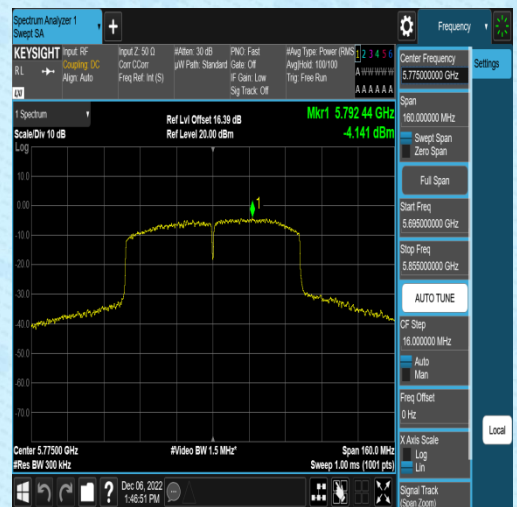 Spectrum Analyzer 1
Swept SA
Frequency
KEYSIGHT
Input: RF
Coupling: DC
Align: Auto
Input Z: 50 Ω
Corr CCorr
Freq Ref: Int (S)
#Atten: 30 dB
µW Path: Standard
PNO: Fast
Gate: Off
IF Gain: Low
Sig Track: Off
#Avg Type: Power (RMS
Avg|Hold: 100/100
Trig: Free Run
1 2 3 4 5 6
A W W W W W
A A A A A A
R L
LXI
1 Spectrum
Scale/Div 10 dB
Log
Ref Lvl Offset 16.39 dB
Ref Level 20.00 dBm
Mkr1 5.792 44 GHz
-4.141 dBm
10.0
0.00
-10.0
-20.0
-30.0
-40.0
-50.0
-60.0
-70.0
1
Center 5.77500 GHz
#Res BW 300 kHz
#Video BW 1.5 MHz*
Span 160.0 MHz
Sweep 1.00 ms (1001 pts)
Dec 06, 2022
1:46:51 PM
Center Frequency
5.775000000 GHz
Settings
Span
160.000000 MHz
Swept Span
Zero Span
Full Span
Start Freq
5.695000000 GHz
Stop Freq
5.855000000 GHz
AUTO TUNE
CF Step
16.000000 MHz
Auto
Man
Freq Offset
0 Hz
X Axis Scale
Log
Lin
Local
Signal Track
(Span Zoom)